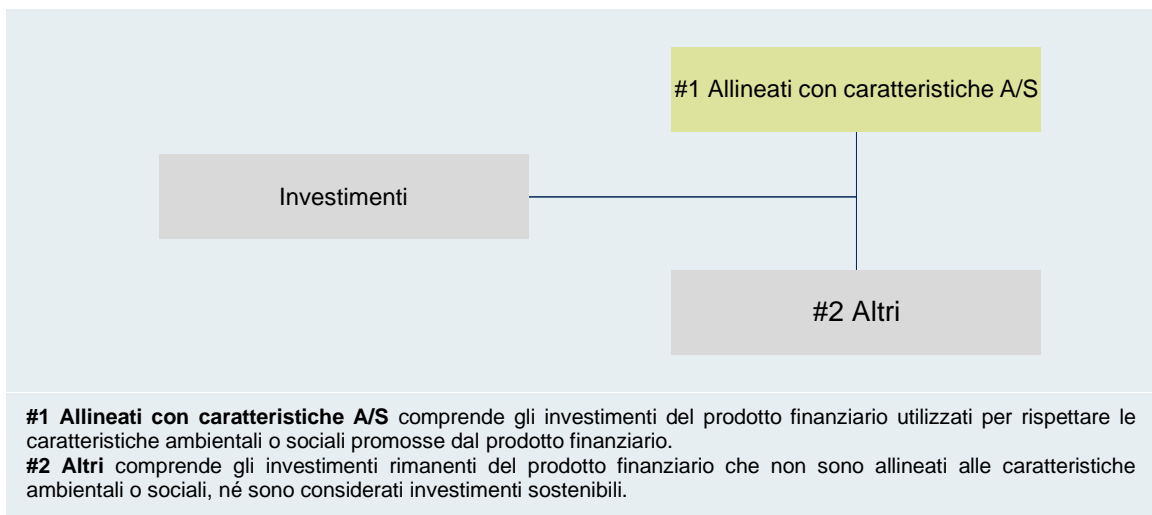 #1 Allineati con caratteristiche A/S
Investimenti
#2 Altri
#1 Allineati con caratteristiche A/S comprende gli investimenti del prodotto finanziario utilizzati per rispettare le
caratteristiche ambientali o sociali promosse dal prodotto finanziario.
#2 Altri comprende gli investimenti rimanenti del prodotto finanziario che non sono allineati alle caratteristiche
ambientali o sociali, né sono considerati investimenti sostenibili.